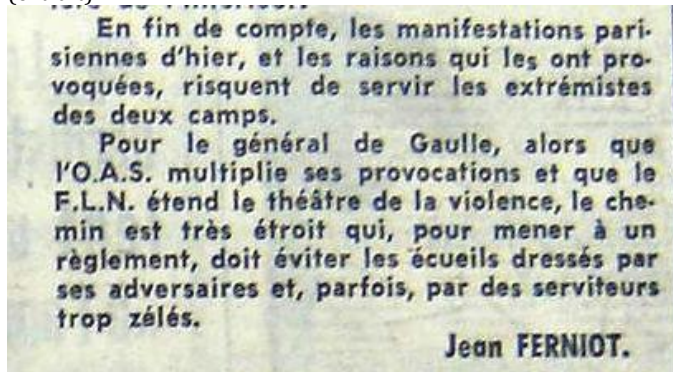 En fin de compte, les manifestations pari-
siennes d'hier, et les raisons qui les ont pro-
voquées, risquent de servir les extrémistes
des deux camps.
Pour le général de Gaulle, alors que
l'O.A.S. multiplie ses provocations et que le
F.L.N. étend le théâtre de la violence, le che-
min est très étroit qui, pour mener à un
règlement, doit éviter les écueils dressés par
ses adversaires et, parfois, par des serviteurs
trop zélés.
Jean FERNIOT.